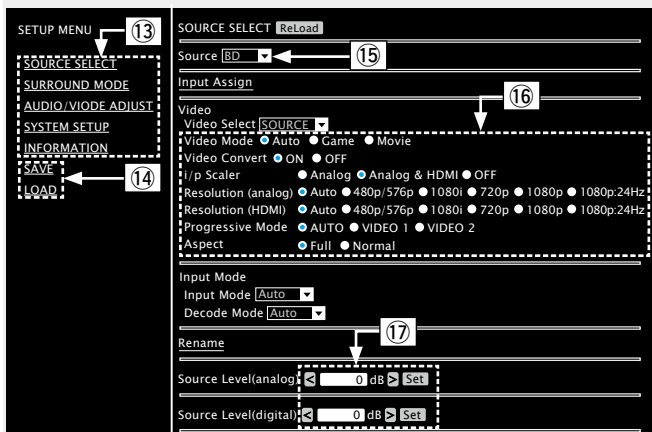 SETUP MENU ⑬
SOURCE SELECT
SURROUND MODE
AUDIO/VIODE ADJUST
SYSTEM SETUP
INFORMATION
SAVE
LOAD
⑭
SOURCE SELECT ReLoad
Source BD ⑮
Input Assign
⑯
Video
Video Select SOURCE
Video Mode Auto Game Movie
Video Convert ON OFF
i/p Scaler Analog Analog & HDMI OFF
Resolution (analog) Auto 480p/576p 1080i 720p 1080p 1080p:24Hz
Resolution (HDMI) Auto 480p/576p 1080i 720p 1080p 1080p:24Hz
Progressive Mode AUTO VIDEO 1 VIDEO 2
Aspect Full Normal
Input Mode
Input Mode Auto
Decode Mode Auto
⑰
Rename
Source Level(analog) < 0 dB > Set
Source Level(digital) < 0 dB > Set